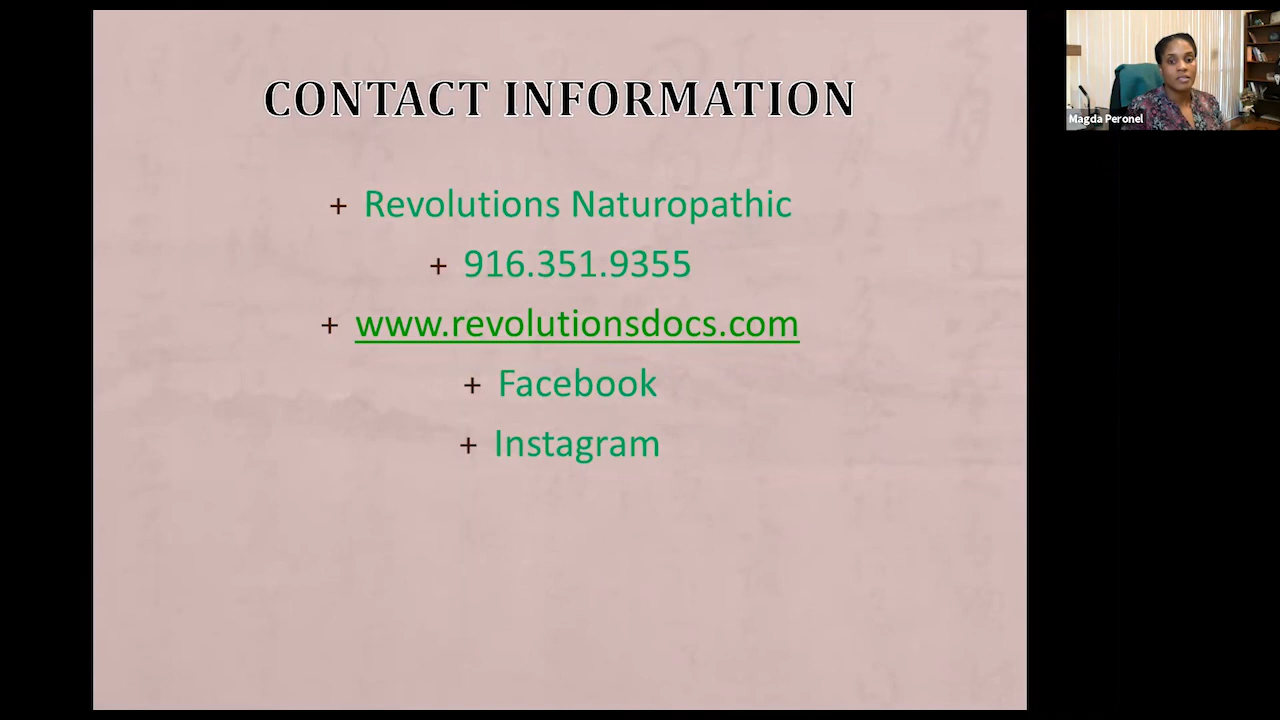 CONTACT INFORMATION
+ Revolutions Naturopathic
+ 916.351.9355
+ www.revolutionsdocs.com
+ Facebook
+ Instagram
Magda Peronel